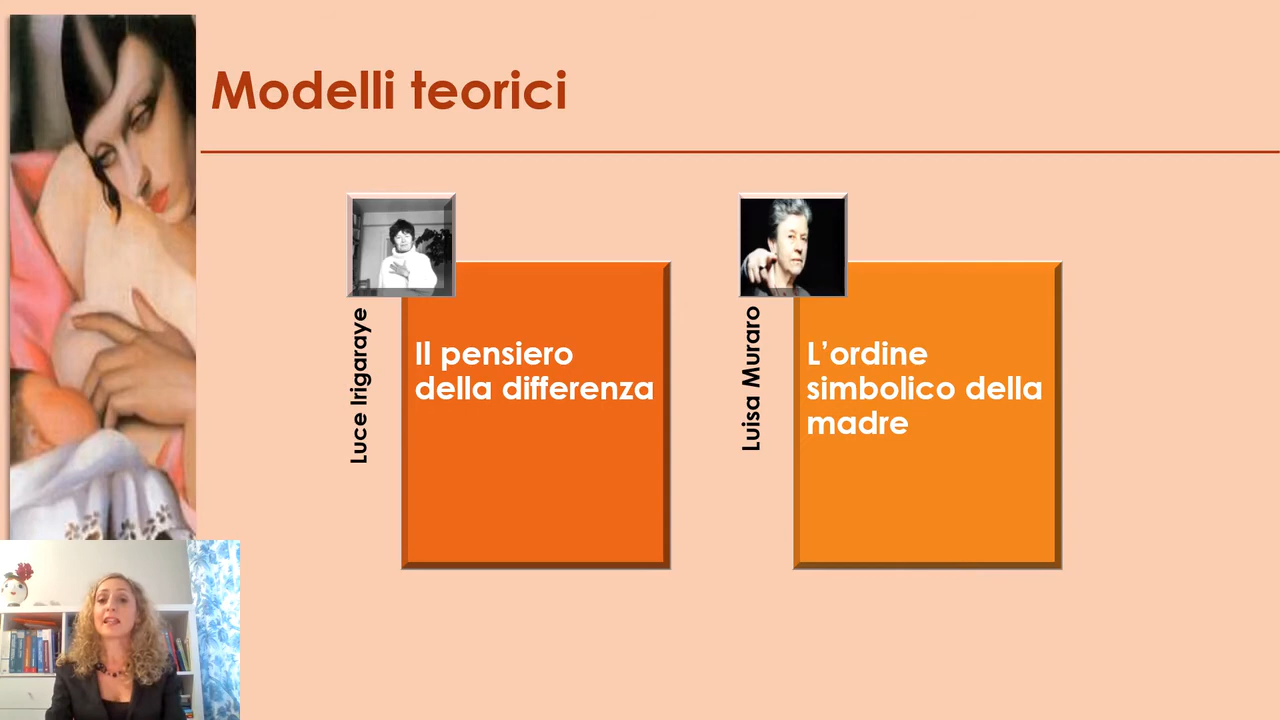 Modelli teorici
Luce Irigaraye
Il pensiero
della differenza
Luisa Muraro
L’ordine
simbolico della
madre